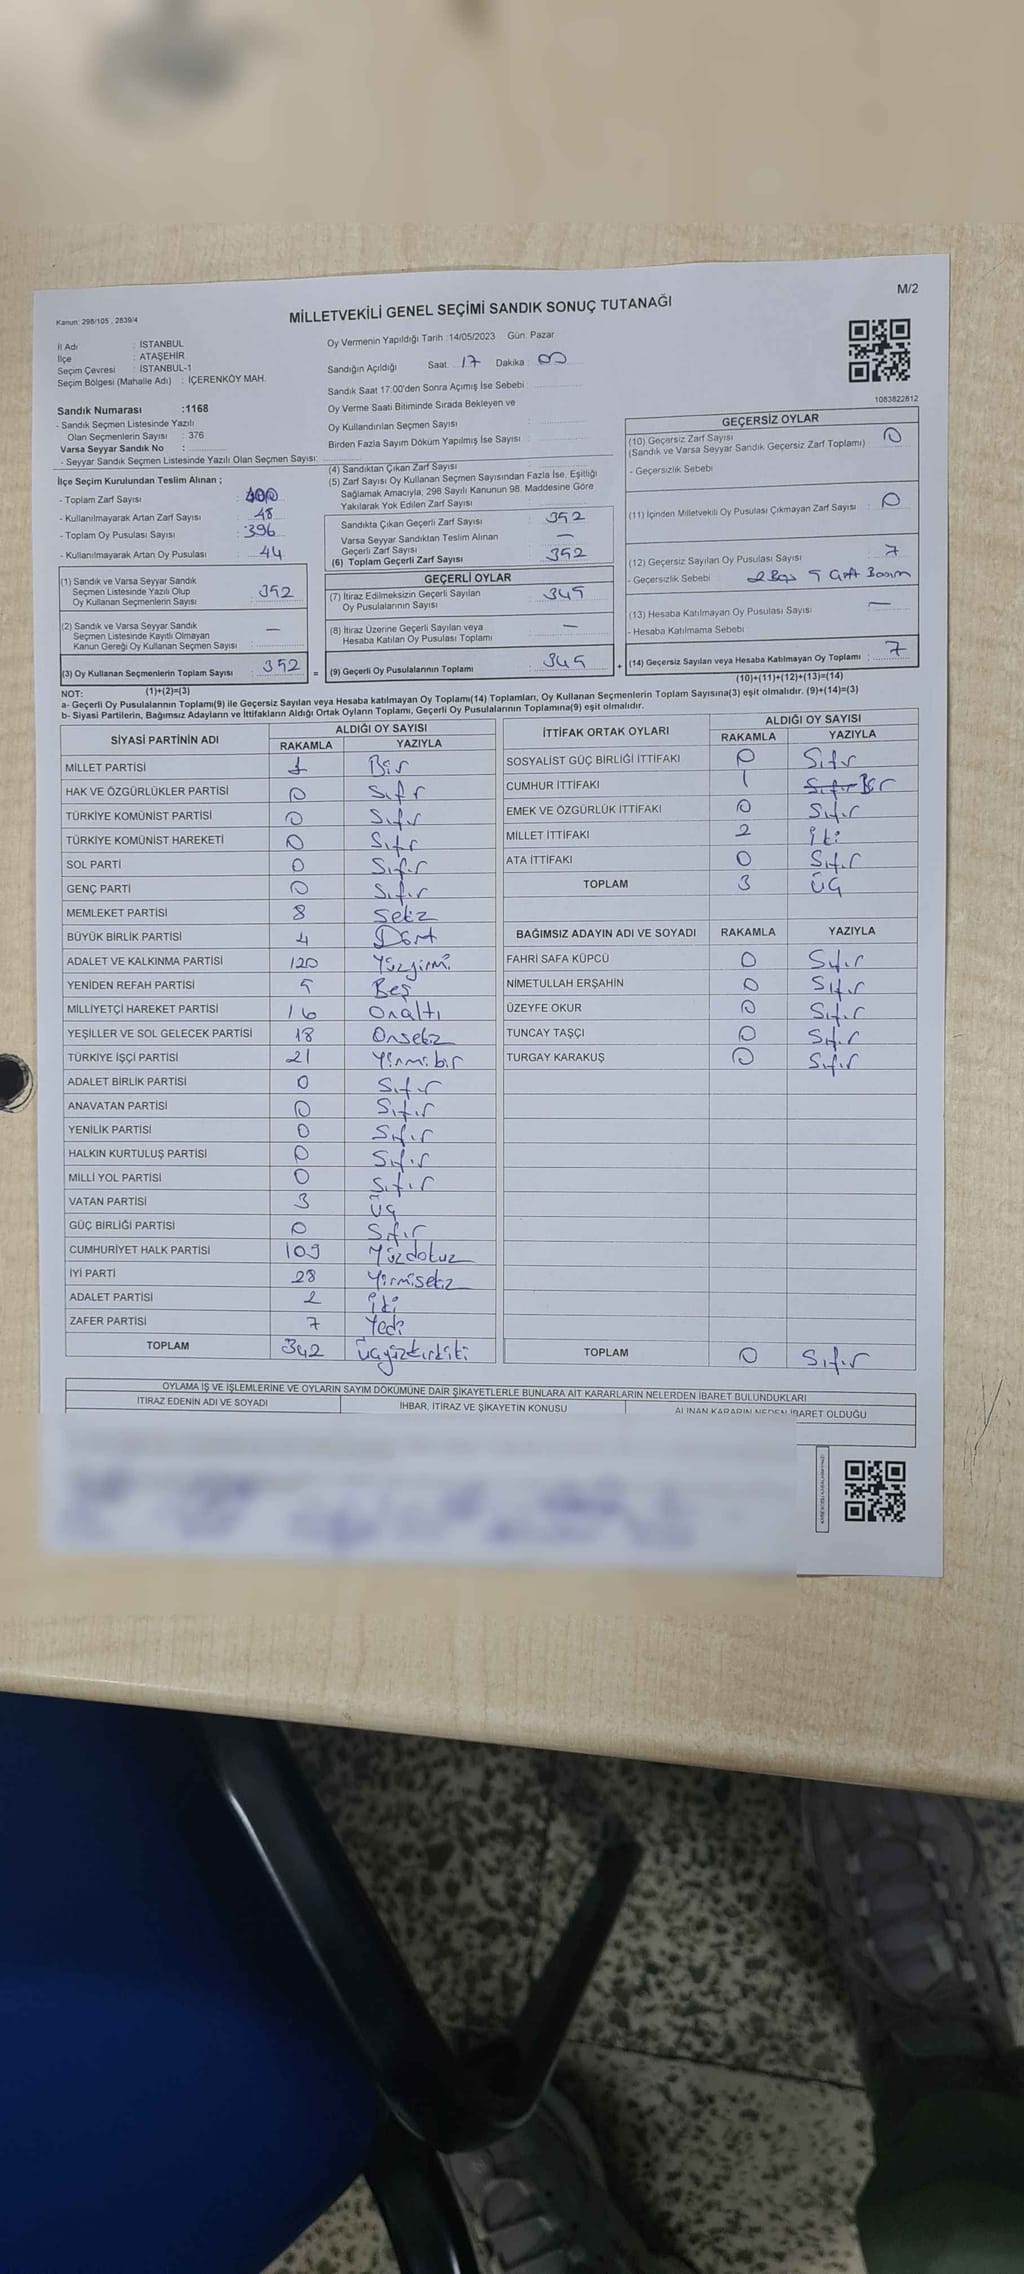 M/2
Kanun: 298/105 , 2839/4
MİLLETVEKİLİ GENEL SEÇİMİ SANDIK SONUÇ TUTANAĞI
İl Adı : İSTANBUL
İlçe : ATAŞEHİR
Seçim Çevresi : İSTANBUL-1
Seçim Bölgesi (Mahalle Adı) : İÇERENKÖY MAH.
Sandık Numarası :1168
- Sandık Seçmen Listesinde Yazılı
Olan Seçmenlerin Sayısı : 376
Varsa Seyyar Sandık No :
- Seyyar Sandık Seçmen Listesinde Yazılı Olan Seçmen Sayısı:
İlçe Seçim Kurulundan Teslim Alınan ;
- Toplam Zarf Sayısı : 400
- Kullanılmayarak Artan Zarf Sayısı : 48
- Toplam Oy Pusulası Sayısı : 396
- Kullanılmayarak Artan Oy Pusulası : 44
Oy Vermenin Yapıldığı Tarih :14/05/2023 Gün: Pazar
Sandığın Açıldığı Saat: 17 Dakika : 00
Sandık Saat 17:00'den Sonra Açımış İse Sebebi :
Oy Verme Saati Bitiminde Sırada Bekleyen ve
Oy Kullandırılan Seçmen Sayısı :
Birden Fazla Sayım Döküm Yapılmış İse Sayısı :
(4) Sandıktan Çıkan Zarf Sayısı :
(5) Zarf Sayısı Oy Kullanan Seçmen Sayısından Fazla İse, Eşitliği
Sağlamak Amacıyla, 298 Sayılı Kanunun 98. Maddesine Göre
Yakılarak Yok Edilen Zarf Sayısı :
Sandıkta Çıkan Geçerli Zarf Sayısı : 352
Varsa Seyyar Sandıktan Teslim Alınan
Geçerli Zarf Sayısı : —
(6) Toplam Geçerli Zarf Sayısı : 352
1083822812
GEÇERSİZ OYLAR
(10) Geçersiz Zarf Sayısı : 0
(Sandık ve Varsa Seyyar Sandık Geçersiz Zarf Toplamı)
- Geçersizlik Sebebi
(11) İçinden Milletvekili Oy Pusulası Çıkmayan Zarf Sayısı : 0
(12) Geçersiz Sayılan Oy Pusulası Sayısı : 7
- Geçersizlik Sebebi : 2 Boş 5 Çift Basım
(13) Hesaba Katılmayan Oy Pusulası Sayısı : —
- Hesaba Katılmama Sebebi
(14) Geçersiz Sayılan veya Hesaba Katılmayan Oy Toplamı : 7
(10)+(11)+(12)+(13)=(14)
(1) Sandık ve Varsa Seyyar Sandık
Seçmen Listesinde Yazılı Olup
Oy Kullanan Seçmenlerin Sayısı : 352
(2) Sandık ve Varsa Seyyar Sandık
Seçmen Listesinde Kayıtlı Olmayan
Kanun Gereği Oy Kullanan Seçmen Sayısı : —
(3) Oy Kullanan Seçmenlerin Toplam Sayısı : 352 =
(1)+(2)=(3)
GEÇERLİ OYLAR
(7) İtiraz Edilmeksizin Geçerli Sayılan
Oy Pusulalarının Sayısı : 345
(8) İtiraz Üzerine Geçerli Sayılan veya
Hesaba Katılan Oy Pusulası Toplamı : —
(9) Geçerli Oy Pusulalarının Toplamı : 345 +
NOT:
a- Geçerli Oy Pusulalarının Toplamı(9) ile Geçersiz Sayılan veya Hesaba katılmayan Oy Toplamı(14) Toplamları, Oy Kullanan Seçmenlerin Toplam Sayısına(3) eşit olmalıdır. (9)+(14)=(3)
b- Siyasi Partilerin, Bağımsız Adayların ve İttifakların Aldığı Ortak Oyların Toplamı, Geçerli Oy Pusulalarının Toplamına(9) eşit olmalıdır.
SİYASİ PARTİNİN ADI ALDIĞI OY SAYISI
RAKAMLA YAZIYLA
MİLLET PARTİSİ 1 Bir
HAK VE ÖZGÜRLÜKLER PARTİSİ 0 Sıfır
TÜRKİYE KOMÜNİST PARTİSİ 0 Sıfır
TÜRKİYE KOMÜNİST HAREKETİ 0 Sıfır
SOL PARTİ 0 Sıfır
GENÇ PARTİ 0 Sıfır
MEMLEKET PARTİSİ 8 Sekiz
BÜYÜK BİRLİK PARTİSİ 4 Dört
ADALET VE KALKINMA PARTİSİ 120 Yüzyirmi
YENİDEN REFAH PARTİSİ 5 Beş
MİLLİYETÇİ HAREKET PARTİSİ 16 Onaltı
YEŞİLLER VE SOL GELECEK PARTİSİ 18 Onsekiz
TÜRKİYE İŞÇİ PARTİSİ 21 Yirmibir
ADALET BİRLİK PARTİSİ 0 Sıfır
ANAVATAN PARTİSİ 0 Sıfır
YENİLİK PARTİSİ 0 Sıfır
HALKIN KURTULUŞ PARTİSİ 0 Sıfır
MİLLİ YOL PARTİSİ 0 Sıfır
VATAN PARTİSİ 3 Üç
GÜÇ BİRLİĞİ PARTİSİ 0 Sıfır
CUMHURİYET HALK PARTİSİ 109 Yüzdokuz
İYİ PARTİ 28 Yirmisekiz
ADALET PARTİSİ 2 İki
ZAFER PARTİSİ 7 Yedi
TOPLAM 342 Üçyüzkırkiki
İTTİFAK ORTAK OYLARI ALDIĞI OY SAYISI
RAKAMLA YAZIYLA
SOSYALİST GÜÇ BİRLİĞİ İTTİFAKI 0 Sıfır
CUMHUR İTTİFAKI 1 Sıfır Bir
EMEK VE ÖZGÜRLÜK İTTİFAKI 0 Sıfır
MİLLET İTTİFAKI 2 İki
ATA İTTİFAKI 0 Sıfır
TOPLAM 3 Üç
BAĞIMSIZ ADAYIN ADI VE SOYADI RAKAMLA YAZIYLA
FAHRİ SAFA KÜPCÜ 0 Sıfır
NİMETULLAH ERŞAHİN 0 Sıfır
ÜZEYFE OKUR 0 Sıfır
TUNCAY TAŞÇI 0 Sıfır
TURGAY KARAKUŞ 0 Sıfır
TOPLAM 0 Sıfır
OYLAMA İŞ VE İŞLEMLERİNE VE OYLARIN SAYIM DÖKÜMÜNE DAİR ŞİKAYETLERLE BUNLARA AİT KARARLARIN NELERDEN İBARET BULUNDUKLARI
İTİRAZ EDENİN ADI VE SOYADI İHBAR, İTİRAZ VE ŞİKAYETİN KONUSU ALINAN KARARIN NEDEN İBARET OLDUĞU